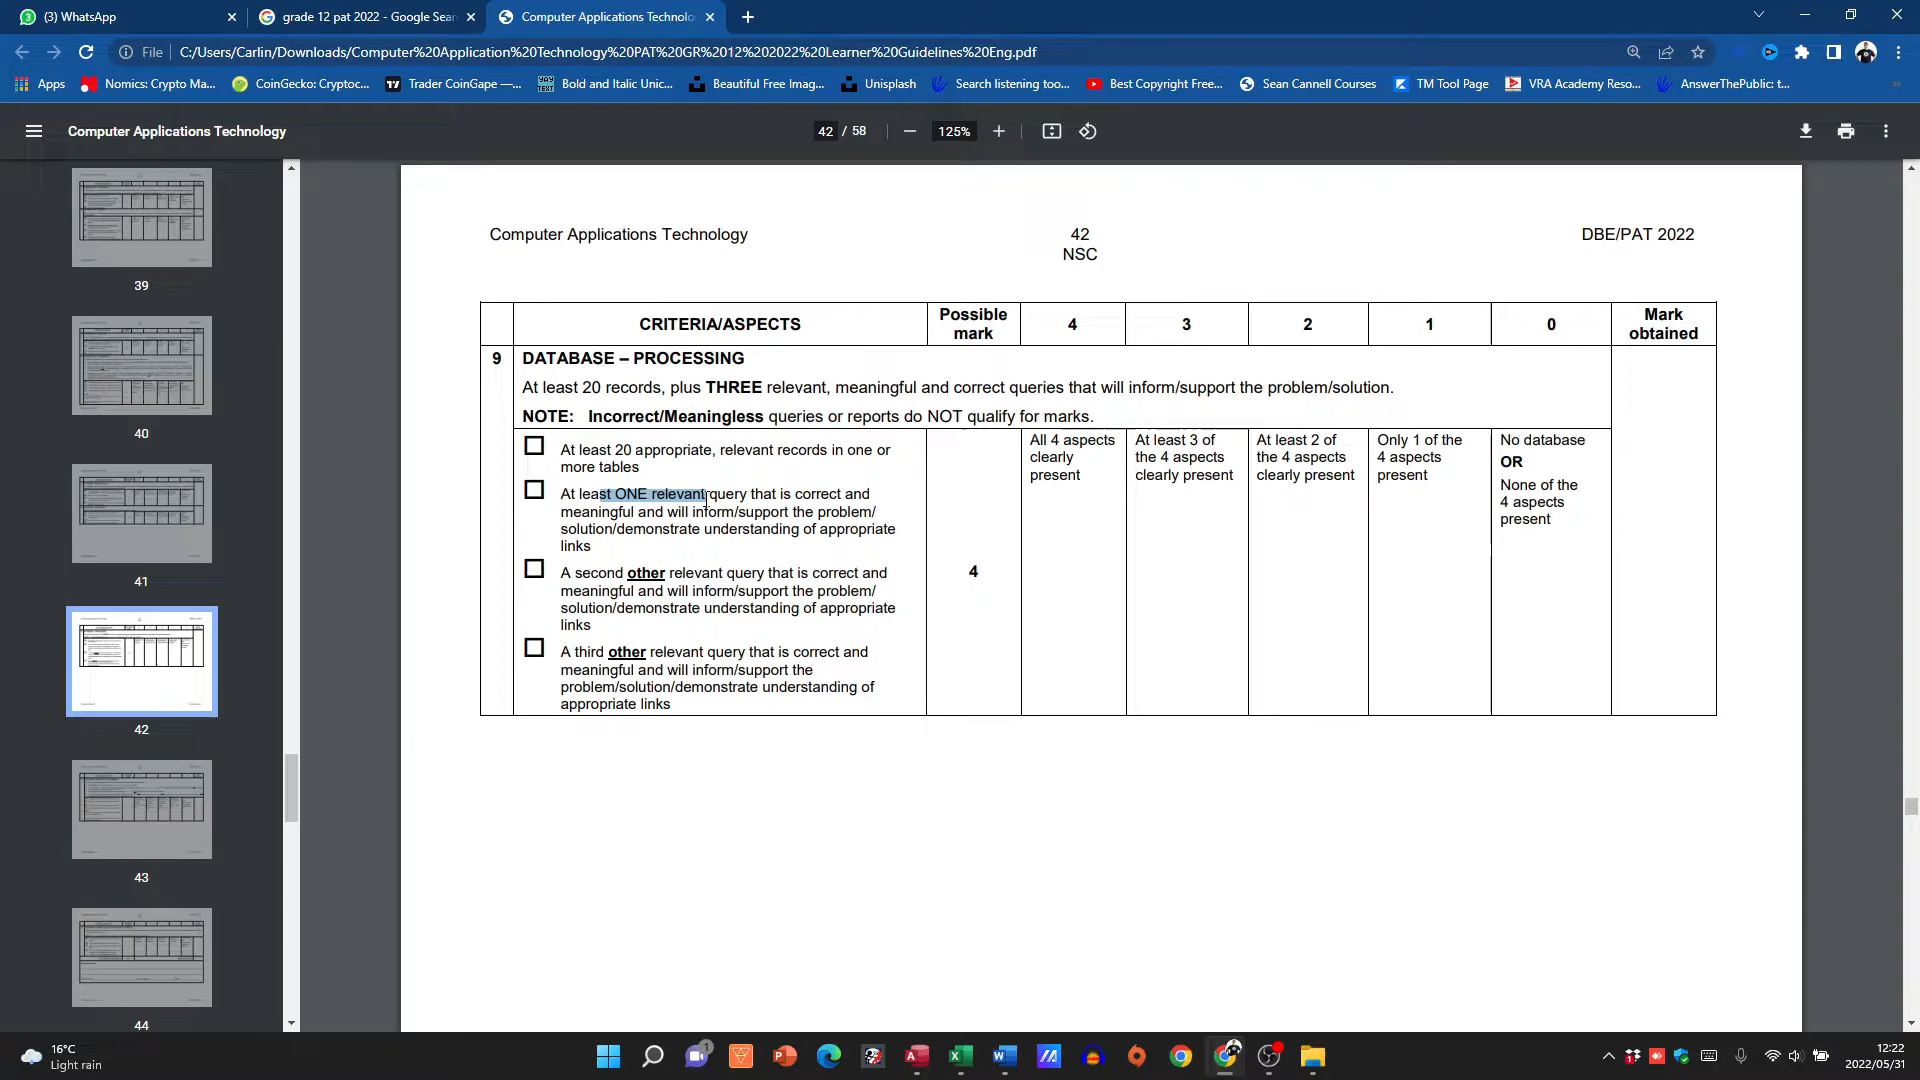 (3) WhatsApp
grade 12 pat 2022 - Google Sear
Computer Applications Technolo
File
C:/Users/Carlin/Downloads/Computer%20Application%20Technology%20PAT%20GR%2012%202022%20Learner%20Guidelines%20Eng.pdf
Apps
Nomics: Crypto Ma...
CoinGecko: Cryptoc...
Trader CoinGape —...
Bold and Italic Unic...
Beautiful Free Imag...
Unisplash
Search listening too...
Best Copyright Free...
Sean Cannell Courses
TM Tool Page
VRA Academy Reso...
AnswerThePublic: t...
Computer Applications Technology
42 / 58
125%
39
40
41
42
43
44
Computer Applications Technology
42
NSC
DBE/PAT 2022
CRITERIA/ASPECTS
Possible
mark
4
3
2
1
0
Mark
obtained
9
DATABASE – PROCESSING
At least 20 records, plus THREE relevant, meaningful and correct queries that will inform/support the problem/solution.
NOTE: Incorrect/Meaningless queries or reports do NOT qualify for marks.
At least 20 appropriate, relevant records in one or
more tables
At least ONE relevant query that is correct and
meaningful and will inform/support the problem/
solution/demonstrate understanding of appropriate
links
A second other relevant query that is correct and
meaningful and will inform/support the problem/
solution/demonstrate understanding of appropriate
links
A third other relevant query that is correct and
meaningful and will inform/support the
problem/solution/demonstrate understanding of
appropriate links
4
All 4 aspects
clearly
present
At least 3 of
the 4 aspects
clearly present
At least 2 of
the 4 aspects
clearly present
Only 1 of the
4 aspects
present
No database
OR
None of the
4 aspects
present
16°C
Light rain
12:22
2022/05/31